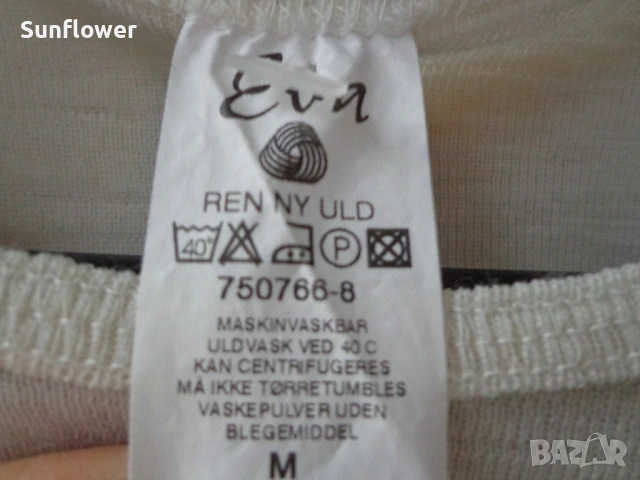 Sunflower
Eva
REN NY ULD
40° P
750766-8
MASKINVASKBAR
ULDVASK VED 40 C
KAN CENTRIFUGERES
MÅ IKKE TØRRETUMBLES
VASKEPULVER UDEN
BLEGEMIDDEL
M
BAZAR